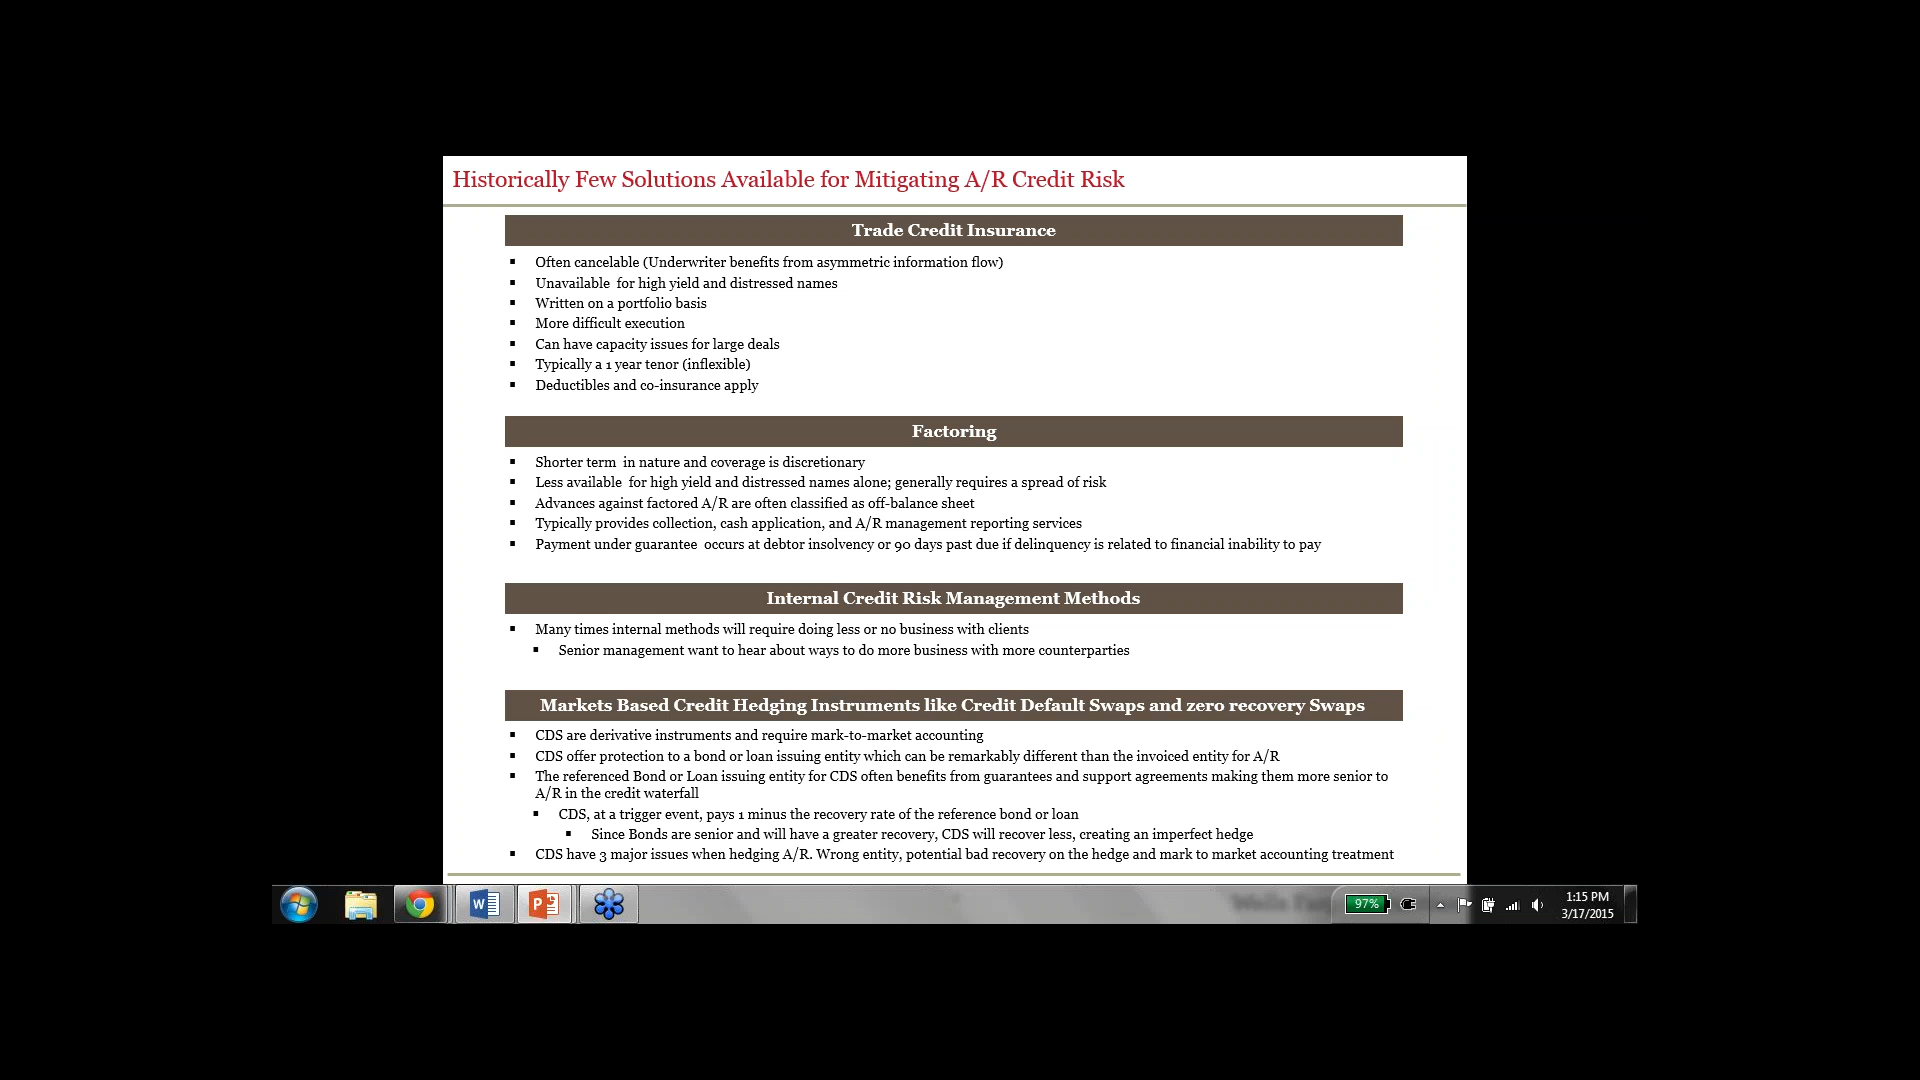 Historically Few Solutions Available for Mitigating A/R Credit Risk
Trade Credit Insurance
▪ Often cancelable (Underwriter benefits from asymmetric information flow)
▪ Unavailable for high yield and distressed names
▪ Written on a portfolio basis
▪ More difficult execution
▪ Can have capacity issues for large deals
▪ Typically a 1 year tenor (inflexible)
▪ Deductibles and co-insurance apply
Factoring
▪ Shorter term in nature and coverage is discretionary
▪ Less available for high yield and distressed names alone; generally requires a spread of risk
▪ Advances against factored A/R are often classified as off-balance sheet
▪ Typically provides collection, cash application, and A/R management reporting services
▪ Payment under guarantee occurs at debtor insolvency or 90 days past due if delinquency is related to financial inability to pay
Internal Credit Risk Management Methods
▪ Many times internal methods will require doing less or no business with clients
▪ Senior management want to hear about ways to do more business with more counterparties
Markets Based Credit Hedging Instruments like Credit Default Swaps and zero recovery Swaps
▪ CDS are derivative instruments and require mark-to-market accounting
▪ CDS offer protection to a bond or loan issuing entity which can be remarkably different than the invoiced entity for A/R
▪ The referenced Bond or Loan issuing entity for CDS often benefits from guarantees and support agreements making them more senior to
A/R in the credit waterfall
▪ CDS, at a trigger event, pays 1 minus the recovery rate of the reference bond or loan
▪ Since Bonds are senior and will have a greater recovery, CDS will recover less, creating an imperfect hedge
▪ CDS have 3 major issues when hedging A/R. Wrong entity, potential bad recovery on the hedge and mark to market accounting treatment
97%
1:15 PM
3/17/2015